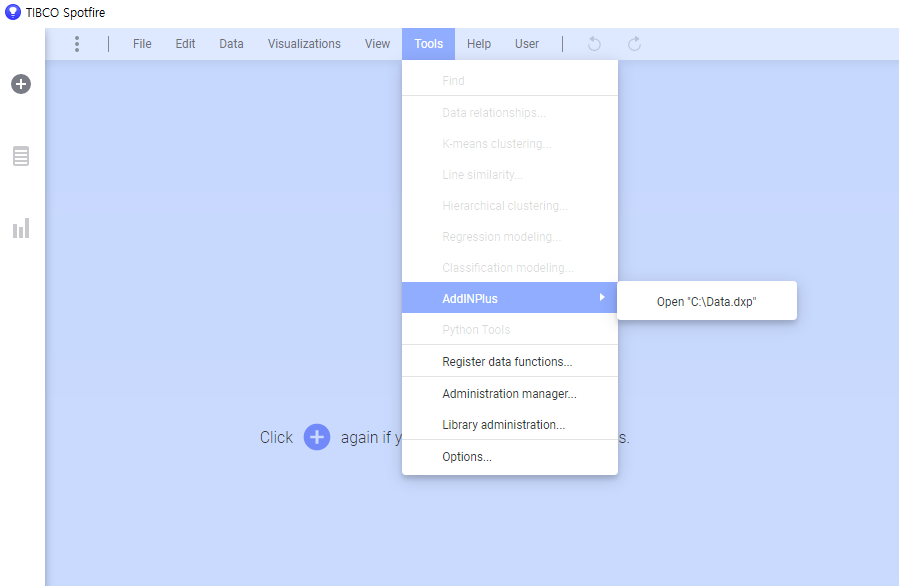 TIBCO Spotfire
File Edit Data Visualizations View Tools Help User
Find
Data relationships...
K-means clustering...
Line similarity...
Hierarchical clustering...
Regression modeling...
Classification modeling...
AddINPlus
Open "C:\Data.dxp"
Python Tools
Register data functions...
Administration manager...
Library administration...
Click again if
Options...